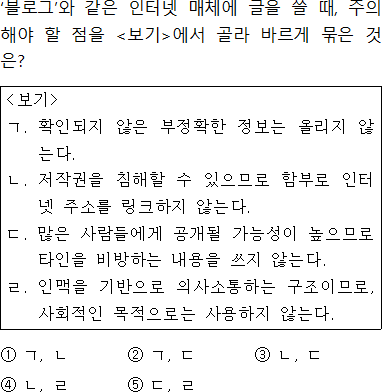 ‘블로그’와 같은 인터넷 매체에 글을 쓸 때, 주의
해야 할 점을 <보기>에서 골라 바르게 묶은 것
은?
<보기>
ㄱ. 확인되지 않은 부정확한 정보는 올리지 않
는다.
ㄴ. 저작권을 침해할 수 있으므로 함부로 인터
넷 주소를 링크하지 않는다.
ㄷ. 많은 사람들에게 공개될 가능성이 높으므로
타인을 비방하는 내용을 쓰지 않는다.
ㄹ. 인맥을 기반으로 의사소통하는 구조이므로,
사회적인 목적으로는 사용하지 않는다.
① ㄱ, ㄴ ② ㄱ, ㄷ ③ ㄴ, ㄷ
④ ㄴ, ㄹ ⑤ ㄷ, ㄹ